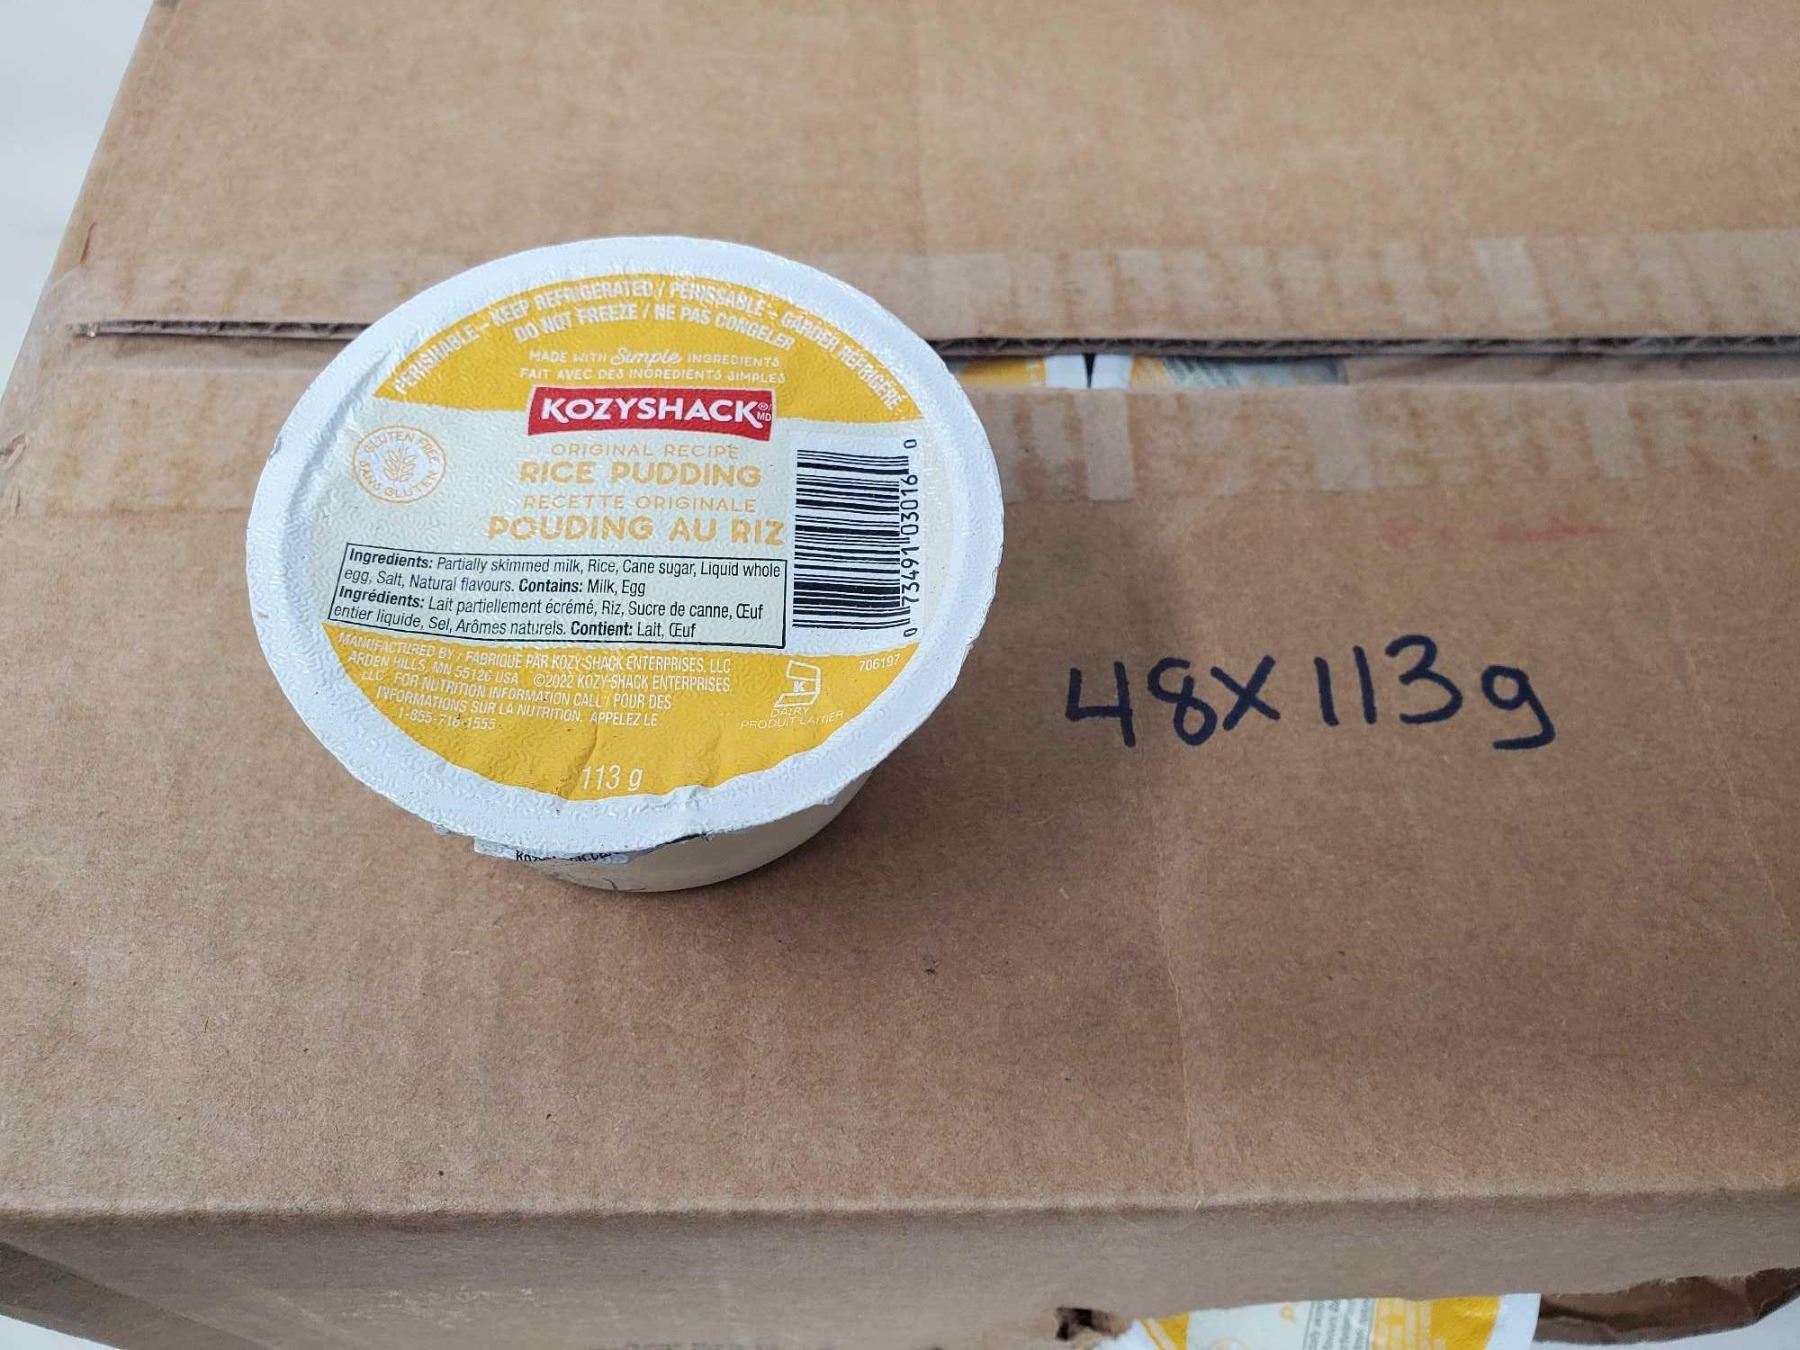 PERISHABLE - KEEP REFRIGERATED / PÉRISSABLE - GARDER RÉFRIGÉRÉ
DO NOT FREEZE / NE PAS CONGELER
MADE WITH Simple INGREDIENTS
FAIT AVEC DES INGRÉDIENTS SIMPLES
KOZYSHACK®/MD
GLUTEN FREE
SANS GLUTEN
ORIGINAL RECIPE
RICE PUDDING
RECETTE ORIGINALE
POUDING AU RIZ
0 73491 03016 0
Ingredients: Partially skimmed milk, Rice, Cane sugar, Liquid whole
egg, Salt, Natural flavours. Contains: Milk, Egg
Ingrédients: Lait partiellement écrémé, Riz, Sucre de canne, Œuf
entier liquide, Sel, Arômes naturels. Contient: Lait, Œuf
MANUFACTURED BY / FABRIQUÉ PAR KOZY-SHACK ENTERPRISES, LLC
ARDEN HILLS, MN 55126 USA ©2022 KOZY-SHACK ENTERPRISES,
LLC FOR NUTRITION INFORMATION CALL / POUR DES
INFORMATIONS SUR LA NUTRITION, APPELEZ LE
1-855-716-1555
K
DAIRY
PRODUIT LAITIER
706197
113 g
48X113g